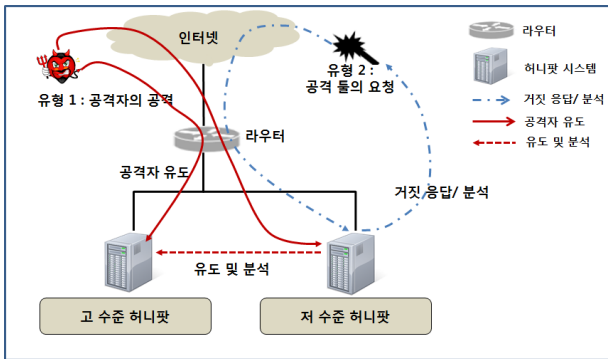 인터넷
유형 1 : 공격자의 공격
유형 2 :
공격 툴의 요청
라우터
공격자 유도
거짓 응답/ 분석
유도 및 분석
고 수준 허니팟
저 수준 허니팟
라우터
허니팟 시스템
거짓 응답/ 분석
공격자 유도
유도 및 분석